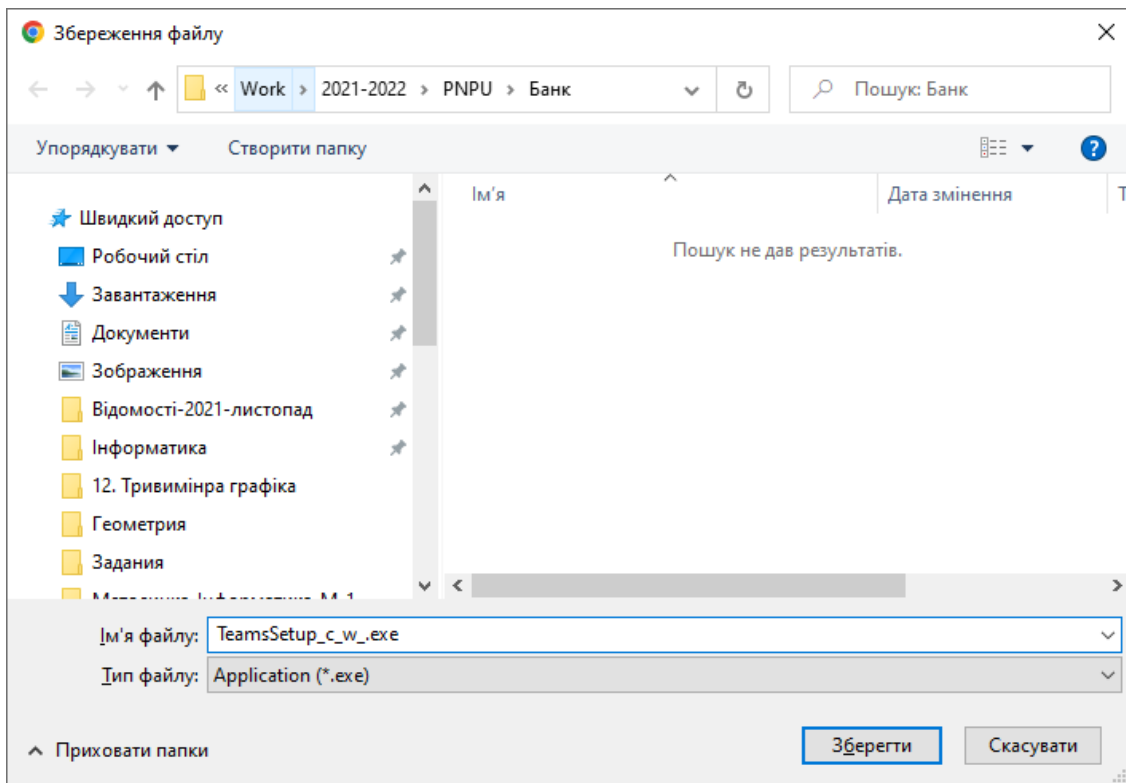 Збереження файлу
« Work › 2021-2022 › PNPU › Банк
Пошук: Банк
Упорядкувати
Створити папку
Ім'я
Дата змінення
Т
Швидкий доступ
Робочий стіл
Завантаження
Документи
Зображення
Відомості-2021-листопад
Інформатика
12. Тривимінра графіка
Геометрия
Задания
Пошук не дав результатів.
Ім'я файлу: TeamsSetup_c_w_.exe
Тип файлу: Application (*.exe)
Приховати папки
Зберегти
Скасувати